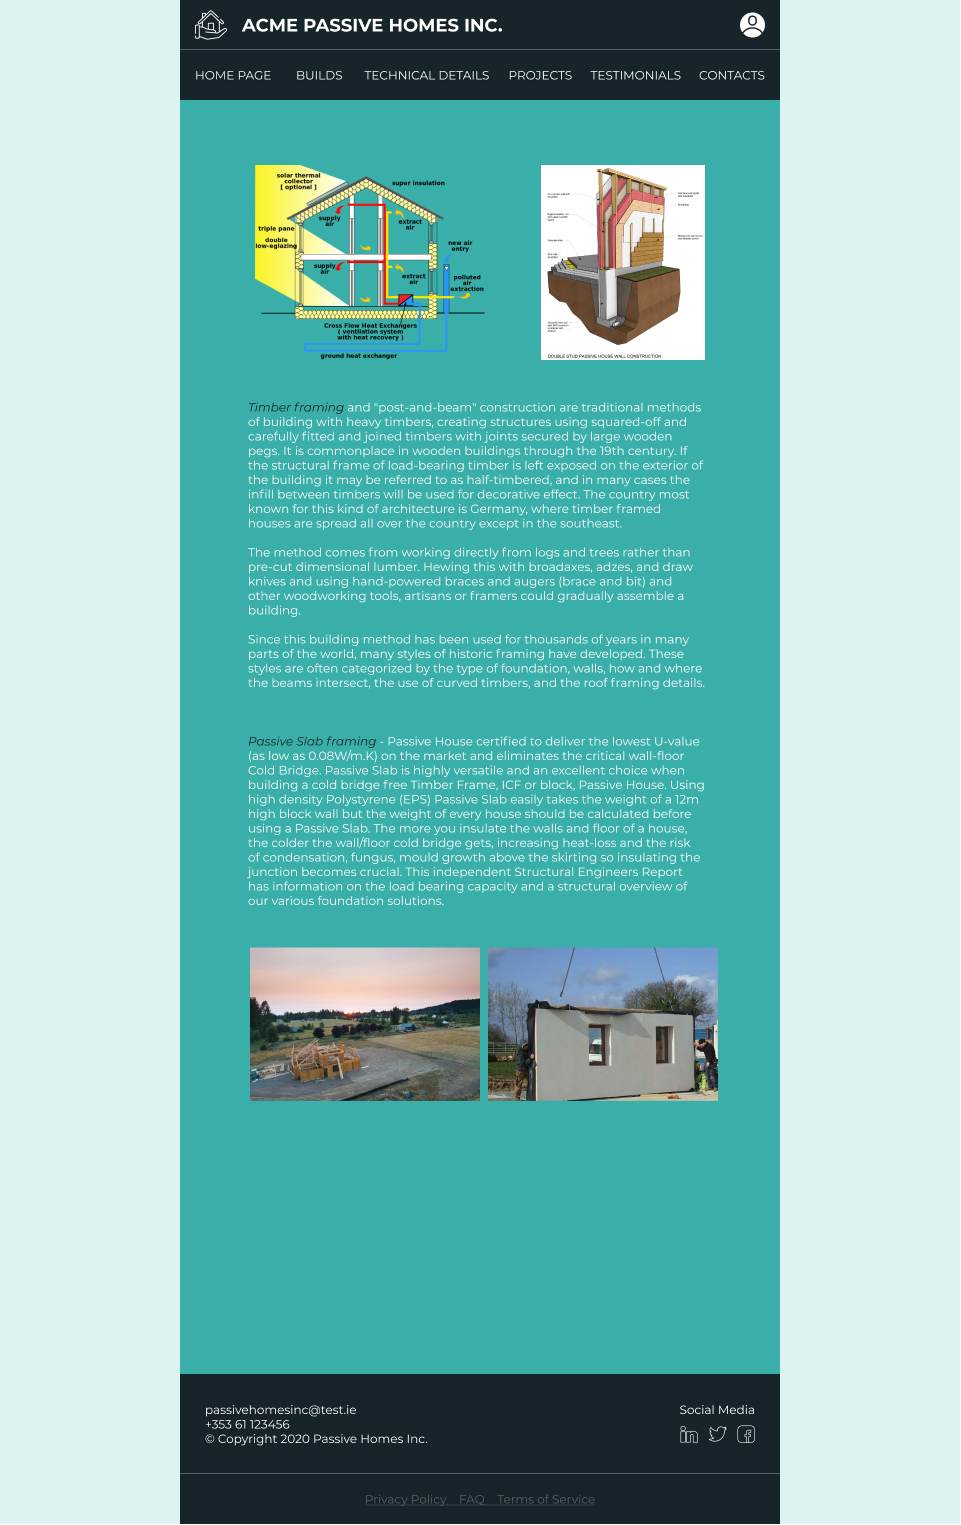 ACME PASSIVE HOMES INC.
HOME PAGE BUILDS TECHNICAL DETAILS PROJECTS TESTIMONIALS CONTACTS
solar thermal
collector
[ optional ]
super insulation
supply
air
extract
air
triple pane
double
low-eglazing
new air
entry
supply
air
extract
air
polluted
air
extraction
Cross Flow Heat Exchangers
( ventilation system
with heat recovery )
ground heat exchanger
DOUBLE STUD PASSIVE HOUSE WALL CONSTRUCTION
Timber framing and "post-and-beam" construction are traditional methods
of building with heavy timbers, creating structures using squared-off and
carefully fitted and joined timbers with joints secured by large wooden
pegs. It is commonplace in wooden buildings through the 19th century. If
the structural frame of load-bearing timber is left exposed on the exterior of
the building it may be referred to as half-timbered, and in many cases the
infill between timbers will be used for decorative effect. The country most
known for this kind of architecture is Germany, where timber framed
houses are spread all over the country except in the southeast.
The method comes from working directly from logs and trees rather than
pre-cut dimensional lumber. Hewing this with broadaxes, adzes, and draw
knives and using hand-powered braces and augers (brace and bit) and
other woodworking tools, artisans or framers could gradually assemble a
building.
Since this building method has been used for thousands of years in many
parts of the world, many styles of historic framing have developed. These
styles are often categorized by the type of foundation, walls, how and where
the beams intersect, the use of curved timbers, and the roof framing details.
Passive Slab framing - Passive House certified to deliver the lowest U-value
(as low as 0.08W/m.K) on the market and eliminates the critical wall-floor
Cold Bridge. Passive Slab is highly versatile and an excellent choice when
building a cold bridge free Timber Frame, ICF or block, Passive House. Using
high density Polystyrene (EPS) Passive Slab easily takes the weight of a 12m
high block wall but the weight of every house should be calculated before
using a Passive Slab. The more you insulate the walls and floor of a house,
the colder the wall/floor cold bridge gets, increasing heat-loss and the risk
of condensation, fungus, mould growth above the skirting so insulating the
junction becomes crucial. This independent Structural Engineers Report
has information on the load bearing capacity and a structural overview of
our various foundation solutions.
passivehomesinc@test.ie
+353 61 123456
© Copyright 2020 Passive Homes Inc.
Social Media
Privacy Policy FAQ Terms of Service